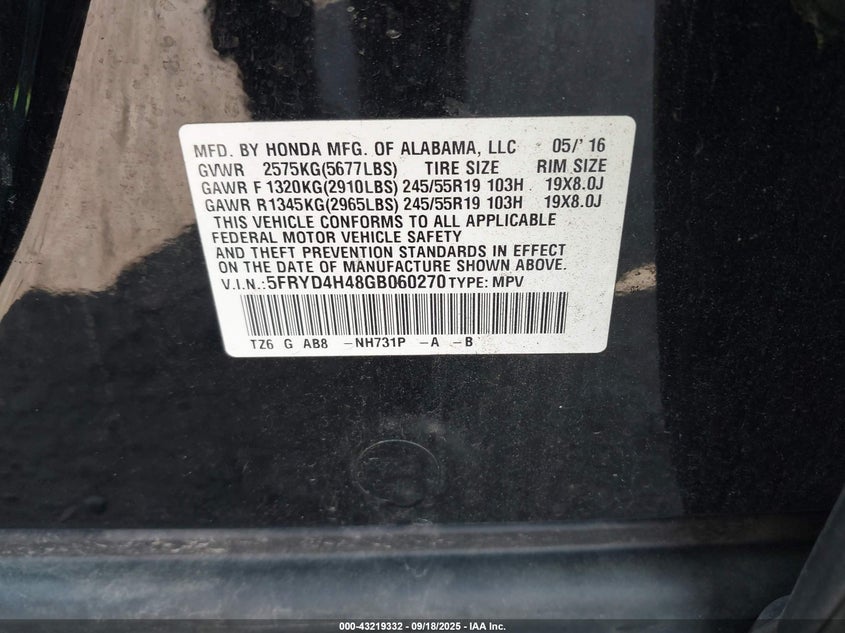 MFD. BY HONDA MFG. OF ALABAMA, LLC 05/' 16
GVWR 2575KG(5677LBS) TIRE SIZE RIM SIZE
GAWR F 1320KG(2910LBS) 245/55R19 103H 19X8.0J
GAWR R1345KG(2965LBS) 245/55R19 103H 19X8.0J
THIS VEHICLE CONFORMS TO ALL APPLICABLE
FEDERAL MOTOR VEHICLE SAFETY
AND THEFT PREVENTION STANDARDS IN EFFECT
ON THE DATE OF MANUFACTURE SHOWN ABOVE.
V.I.N.:5FRYD4H48GB060270 TYPE: MPV
TZ6 G AB8 -NH731P -A -B
000-43219332 - 09/18/2025 - IAA Inc.